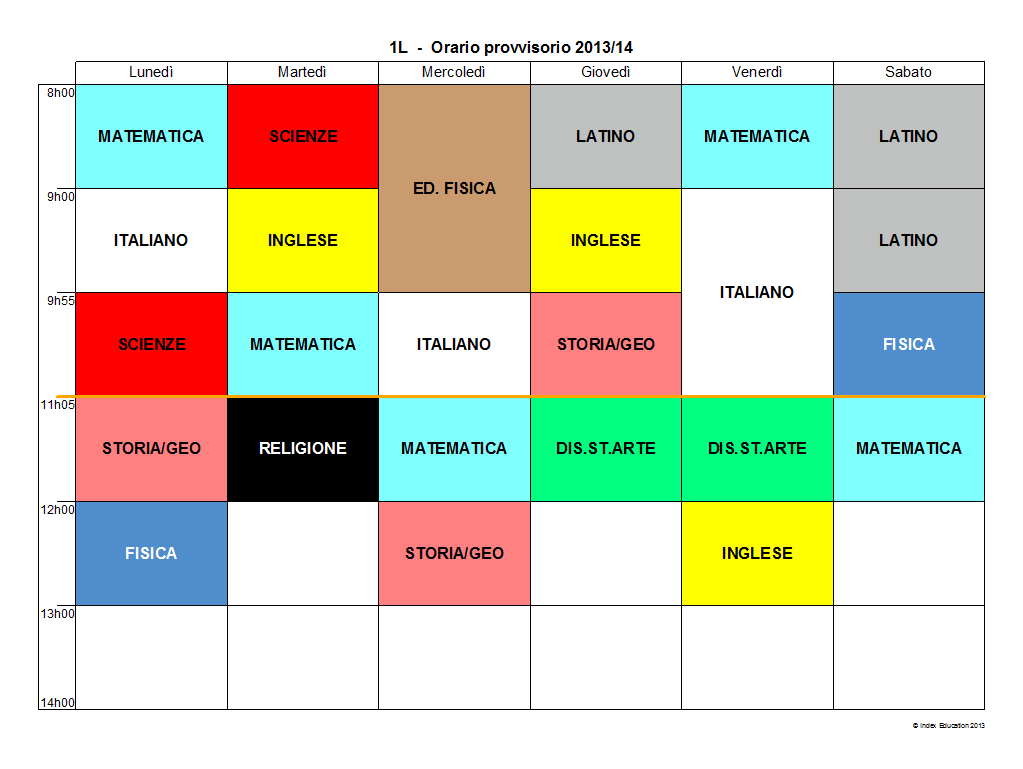 1L - Orario provvisorio 2013/14
Lunedì Martedì Mercoledì Giovedì Venerdì Sabato
8h00
MATEMATICA SCIENZE LATINO MATEMATICA LATINO
ED. FISICA
9h00
ITALIANO INGLESE INGLESE LATINO
ITALIANO
9h55
SCIENZE MATEMATICA ITALIANO STORIA/GEO FISICA
11h05
STORIA/GEO RELIGIONE MATEMATICA DIS.ST.ARTE DIS.ST.ARTE MATEMATICA
12h00
FISICA STORIA/GEO INGLESE
13h00
14h00
© Index Education 2013